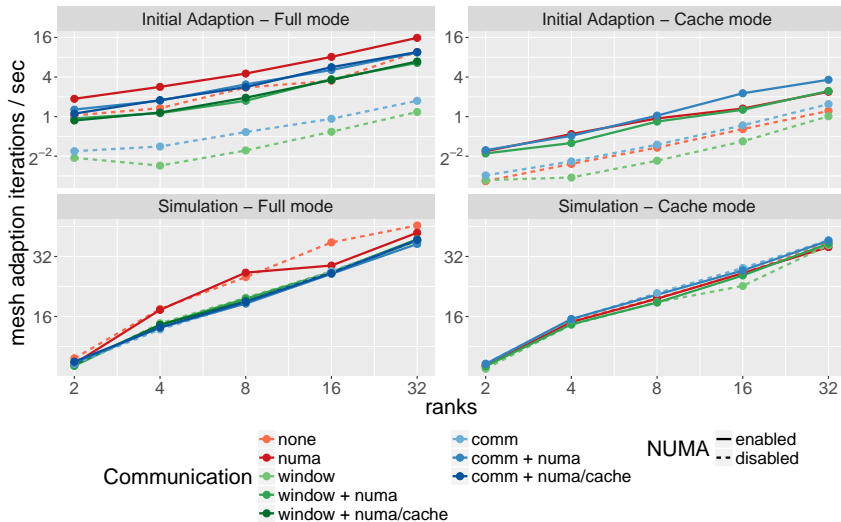 Initial Adaption − Full mode
Initial Adaption − Cache mode
16
4
1
2−2
16
4
1
2−2
Simulation − Full mode
Simulation − Cache mode
32
16
32
16
2 4 8 16 32
2 4 8 16 32
mesh adaption iterations / sec
ranks
Communication
none
numa
window
window + numa
window + numa/cache
comm
comm + numa
comm + numa/cache
NUMA
enabled
disabled